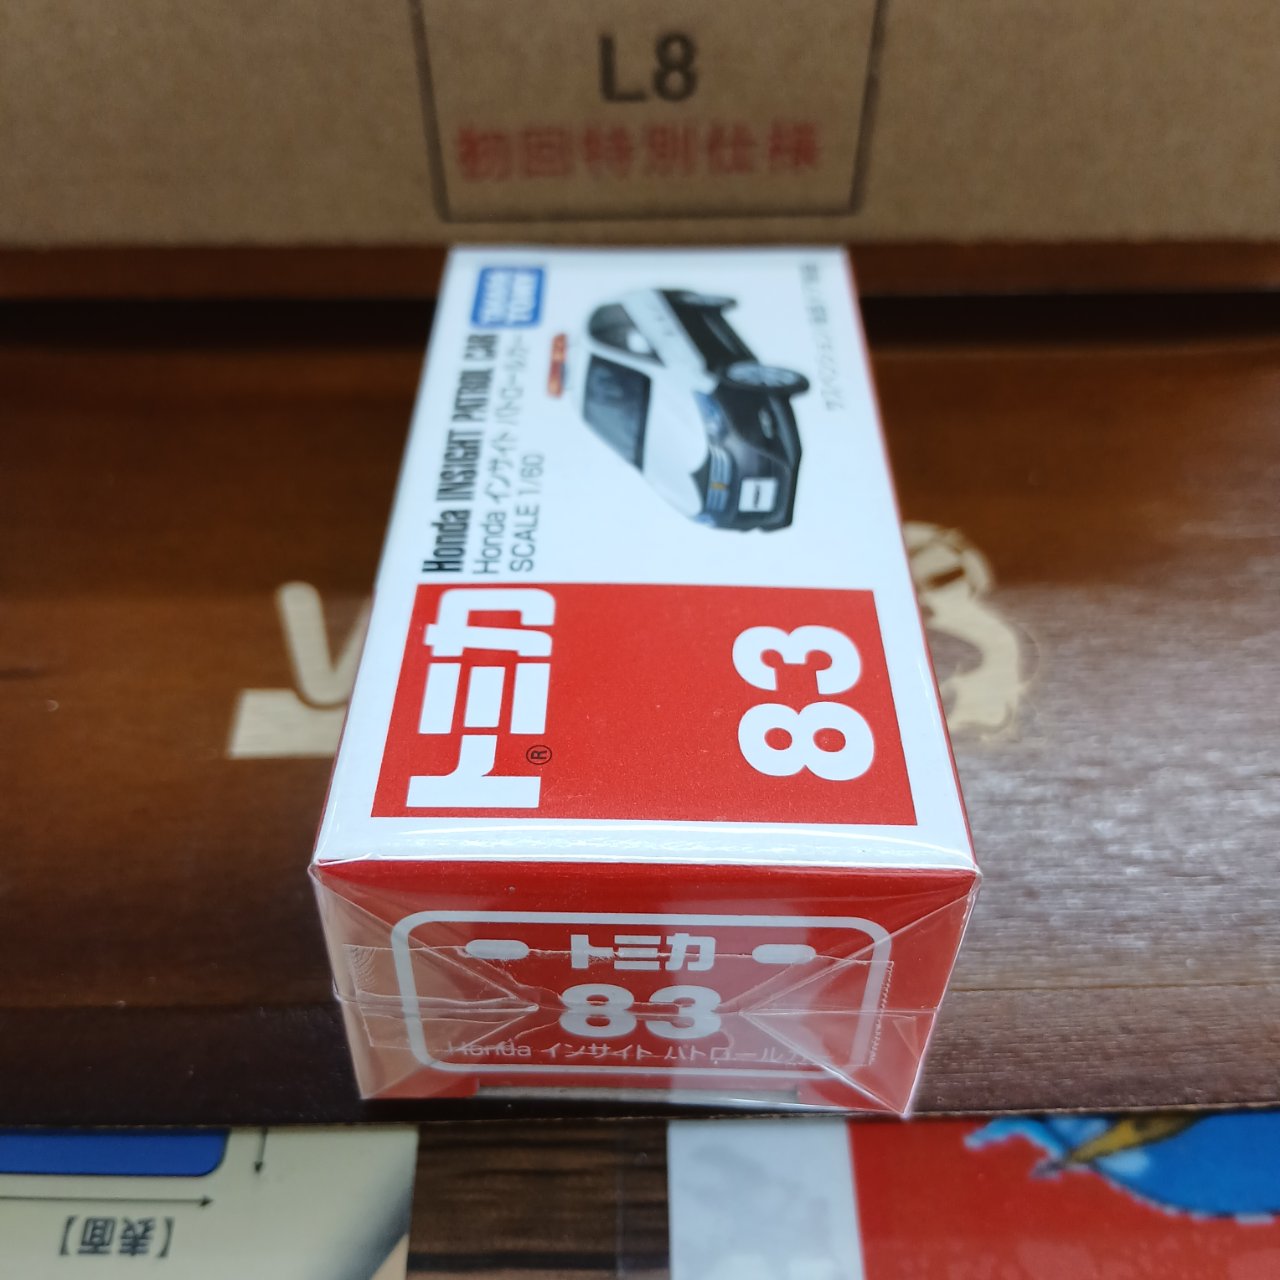 L8
初回特別仕様
TAKARA
TOMY
Honda INSIGHT PATROL CAR
Honda インサイト パトロールカー
SCALE 1/60
トミカ
®
83
トミカ
83
Honda インサイト パトロールカー
【表面】